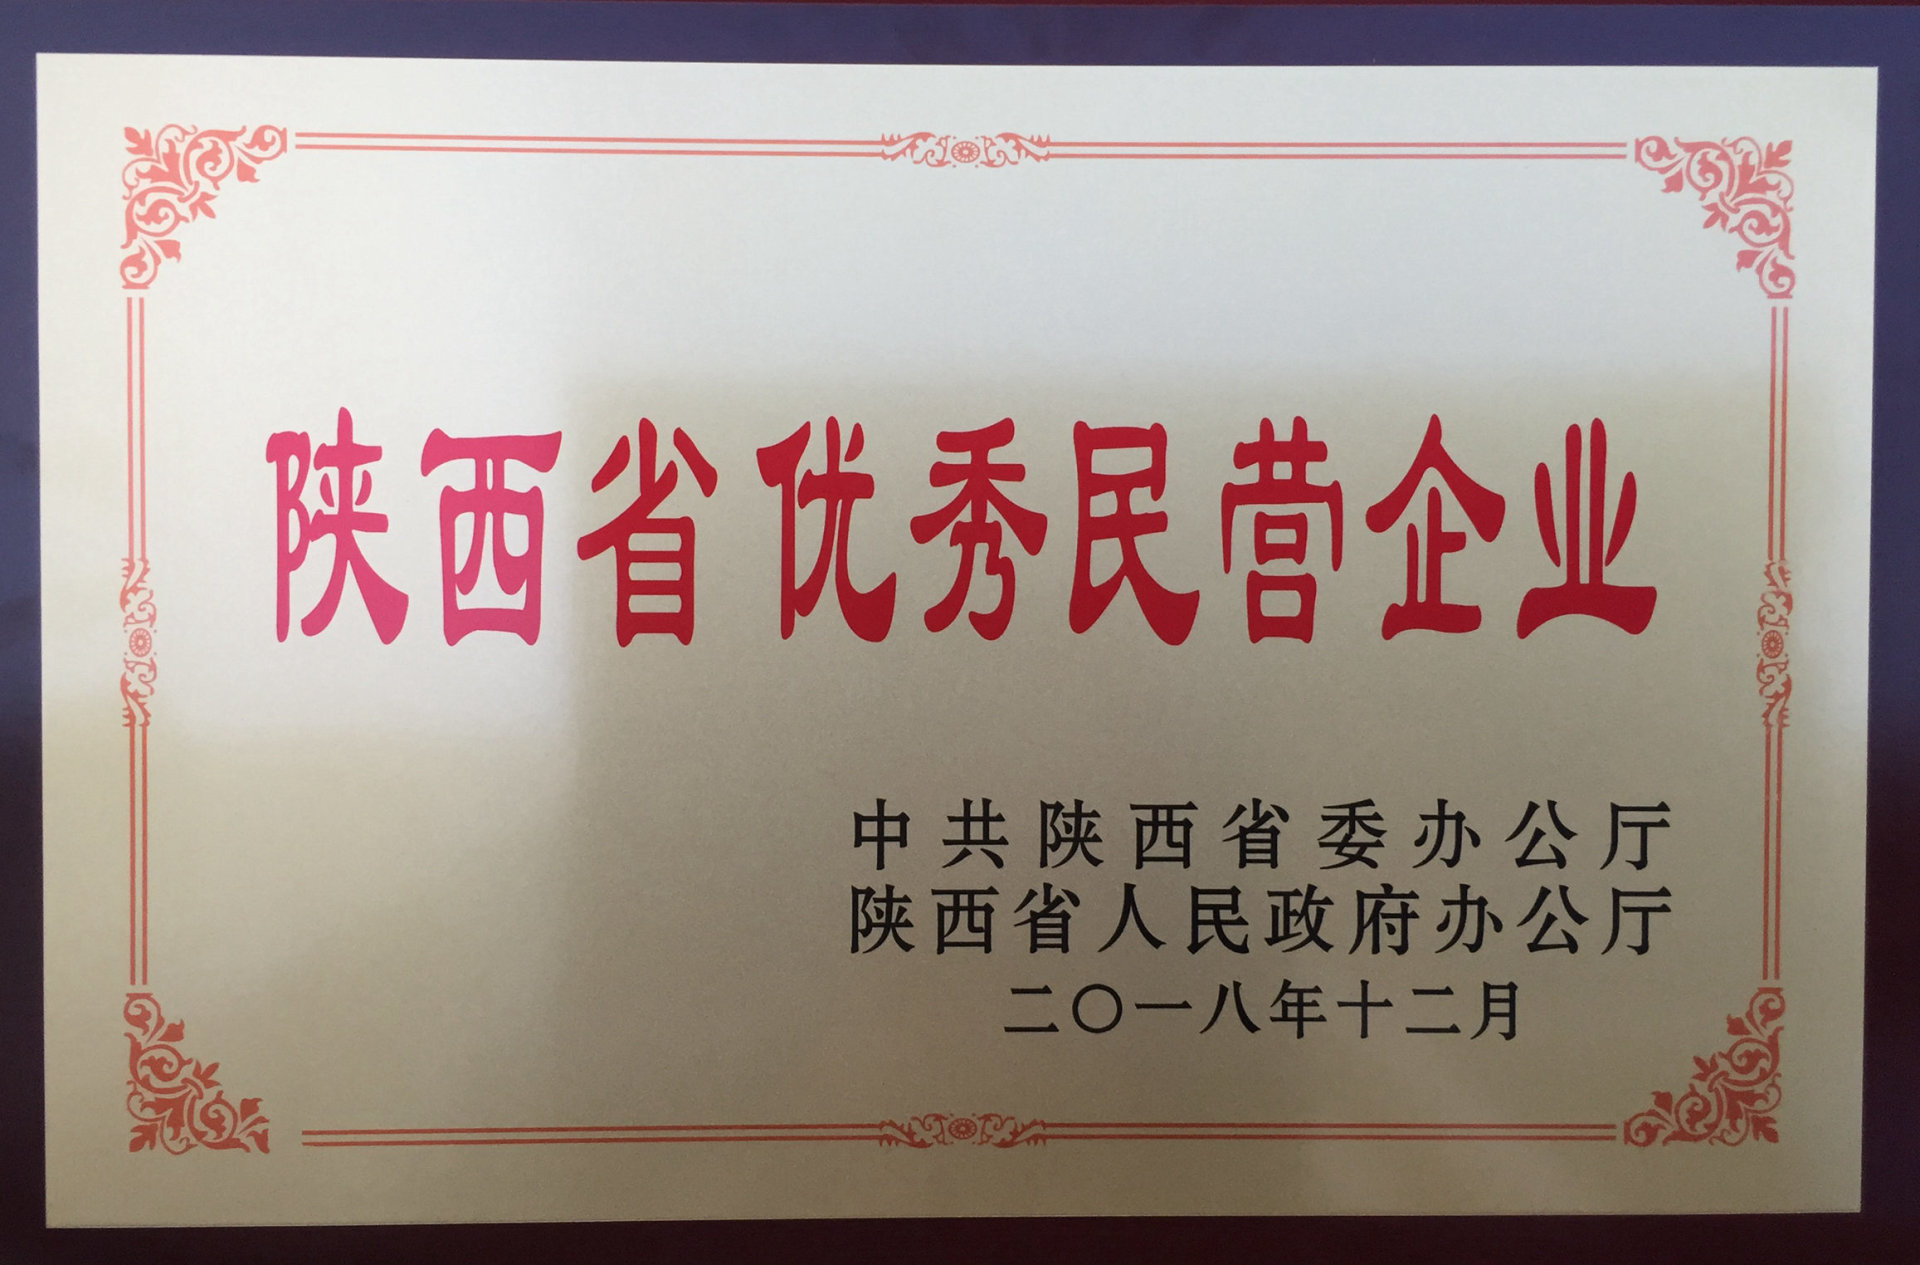 陕西省优秀民营企业
中共陕西省委办公厅
陕西省人民政府办公厅
二〇一八年十二月